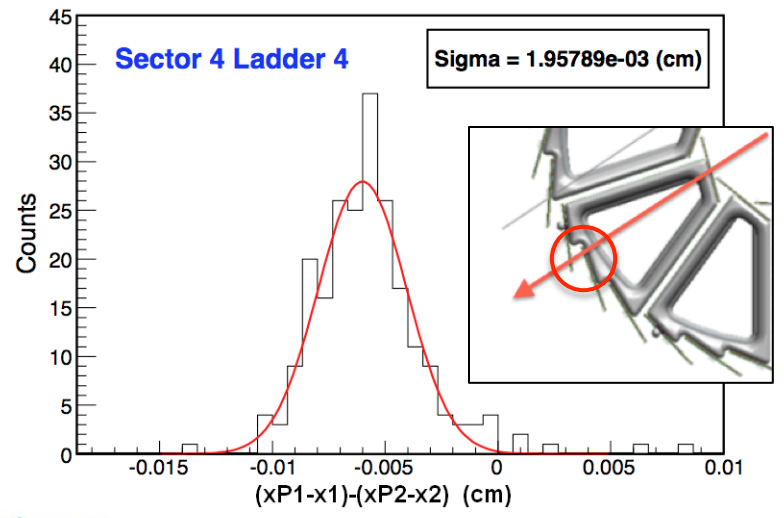 Sector 4 Ladder 4
Sigma = 1.95789e-03 (cm)
Counts
45
40
35
30
25
20
15
10
5
0
-0.015 -0.01 -0.005 0 0.005 0.01
(xP1-x1)-(xP2-x2) (cm)